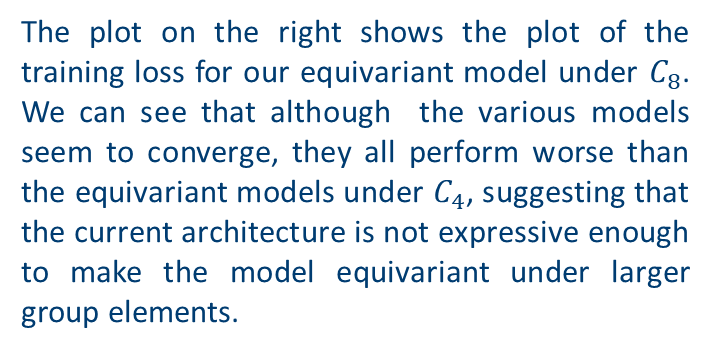 The plot on the right shows the plot of the
training loss for our equivariant model under C₈.
We can see that although the various models
seem to converge, they all perform worse than
the equivariant models under C₄, suggesting that
the current architecture is not expressive enough
to make the model equivariant under larger
group elements.